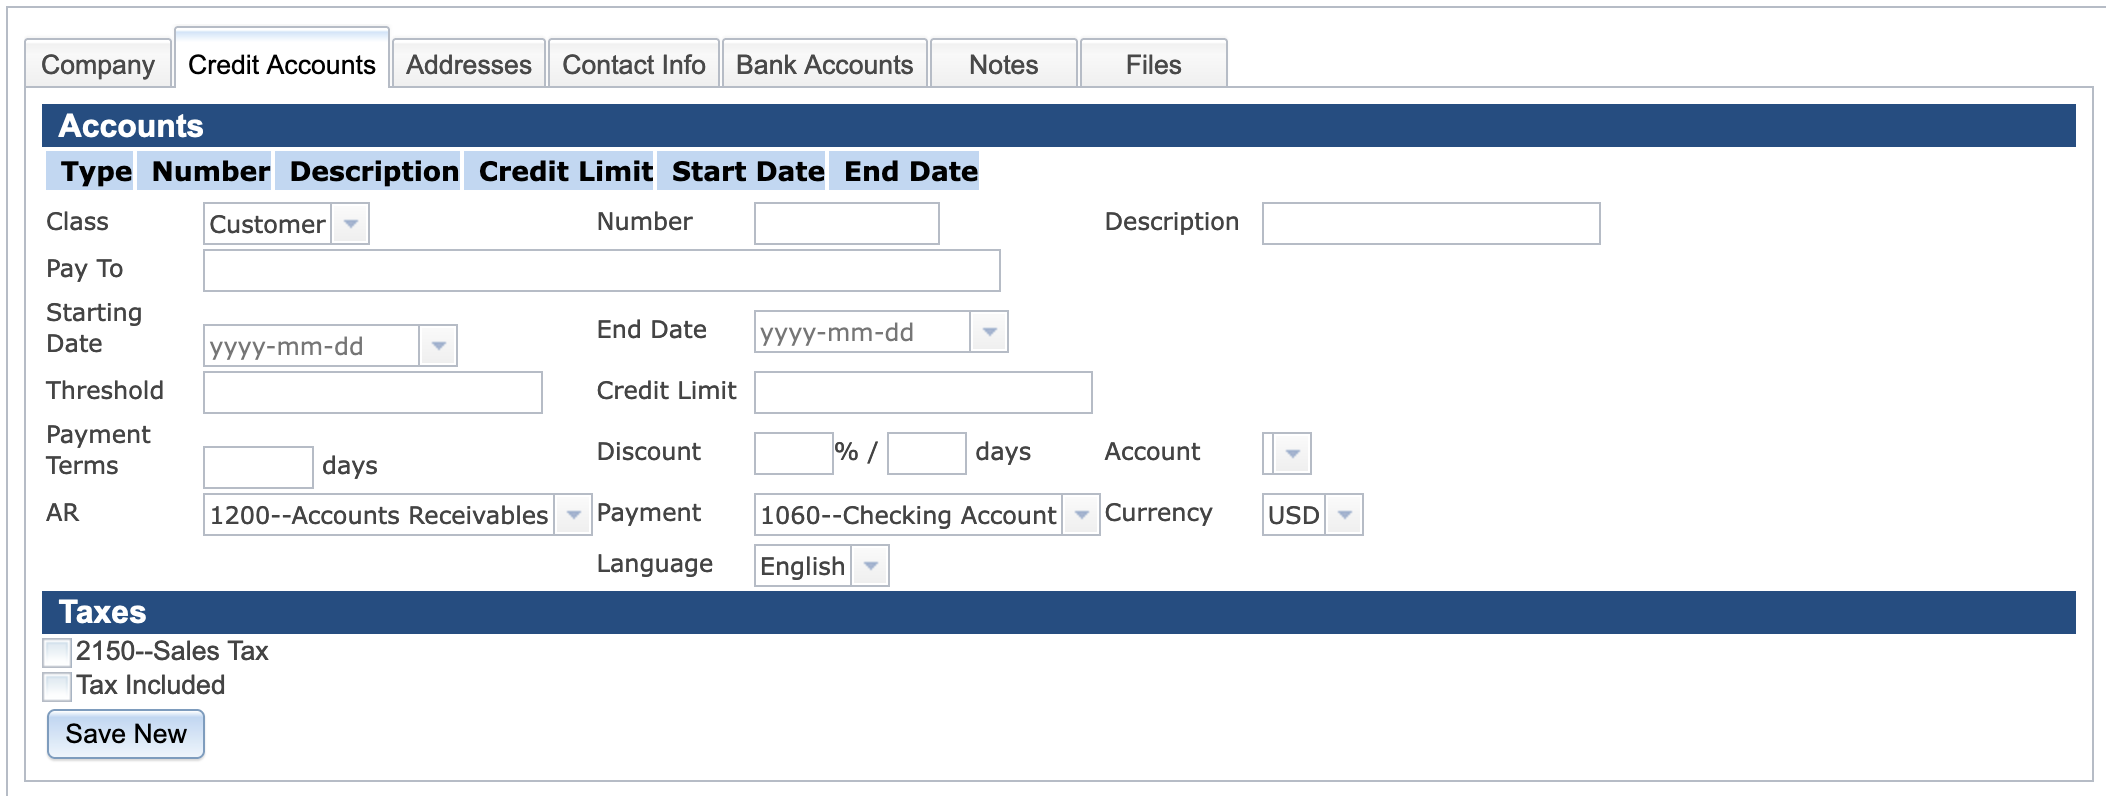 Company Credit Accounts Addresses Contact Info Bank Accounts Notes Files
Accounts
Type Number Description Credit Limit Start Date End Date
Class Customer Number Description
Pay To
Starting Date yyyy-mm-dd End Date yyyy-mm-dd
Threshold Credit Limit
Payment Terms days Discount % / days Account
AR 1200--Accounts Receivables Payment 1060--Checking Account Currency USD
Language English
Taxes
2150--Sales Tax
Tax Included
Save New